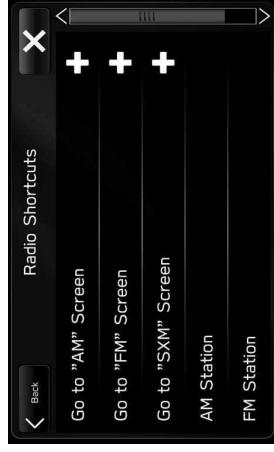 Back
Radio Shortcuts
Go to "AM" Screen
Go to "FM" Screen
Go to "SXM" Screen
AM Station
FM Station